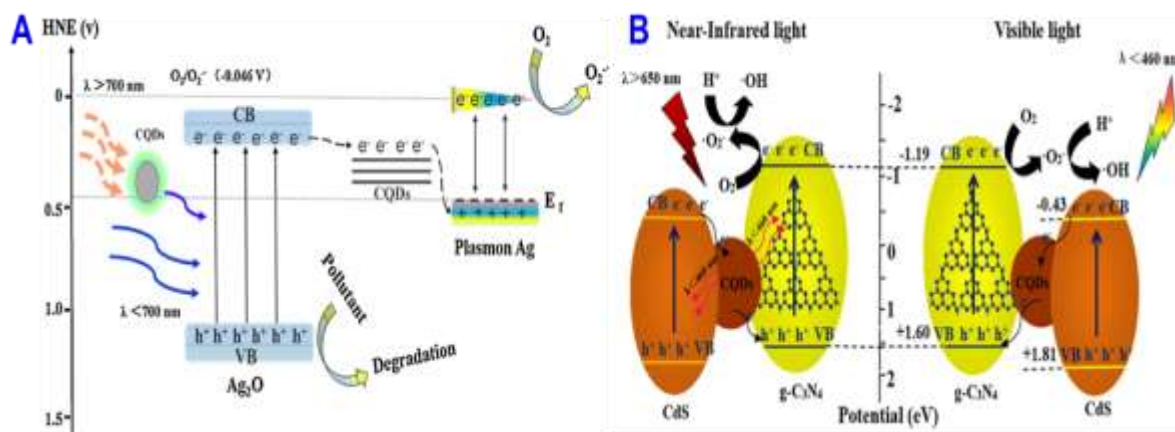 A
HNE (v)
O₂/O₂•⁻ (-0.046 V)
λ>700 nm
0
CB
e⁻ e⁻ e⁻ e⁻ e⁻ e⁻
CQDs
e⁻ e⁻ e⁻ e⁻
CQDs
O₂
O₂•⁻
E f
Plasmon Ag
0.5
λ<700 nm
1.0
h⁺ h⁺ h⁺ h⁺ h⁺ h⁺
VB
Ag₂O
Pollutant
Degradation
1.5
B
Near-Infrared light
Visible light
λ>650 nm
λ<460 nm
H⁺
·OH
·O₂⁻
O₂
e⁻ e⁻ e⁻ CB
CB e⁻ e⁻ e⁻
CQDs
h⁺ h⁺ h⁺ VB
h⁺ h⁺ h⁺ h⁺
CdS
g-C₃N₄
-2
-1
0
1
2
-1.19
+1.60
Potential (eV)
O₂
H⁺
·O₂⁻
·OH
CB e⁻ e⁻ e⁻
-0.43
e⁻ e⁻ e⁻ CB
CQDs
VB h⁺ h⁺ h⁺
+1.81 VB h⁺ h⁺ h⁺
g-C₃N₄
CdS